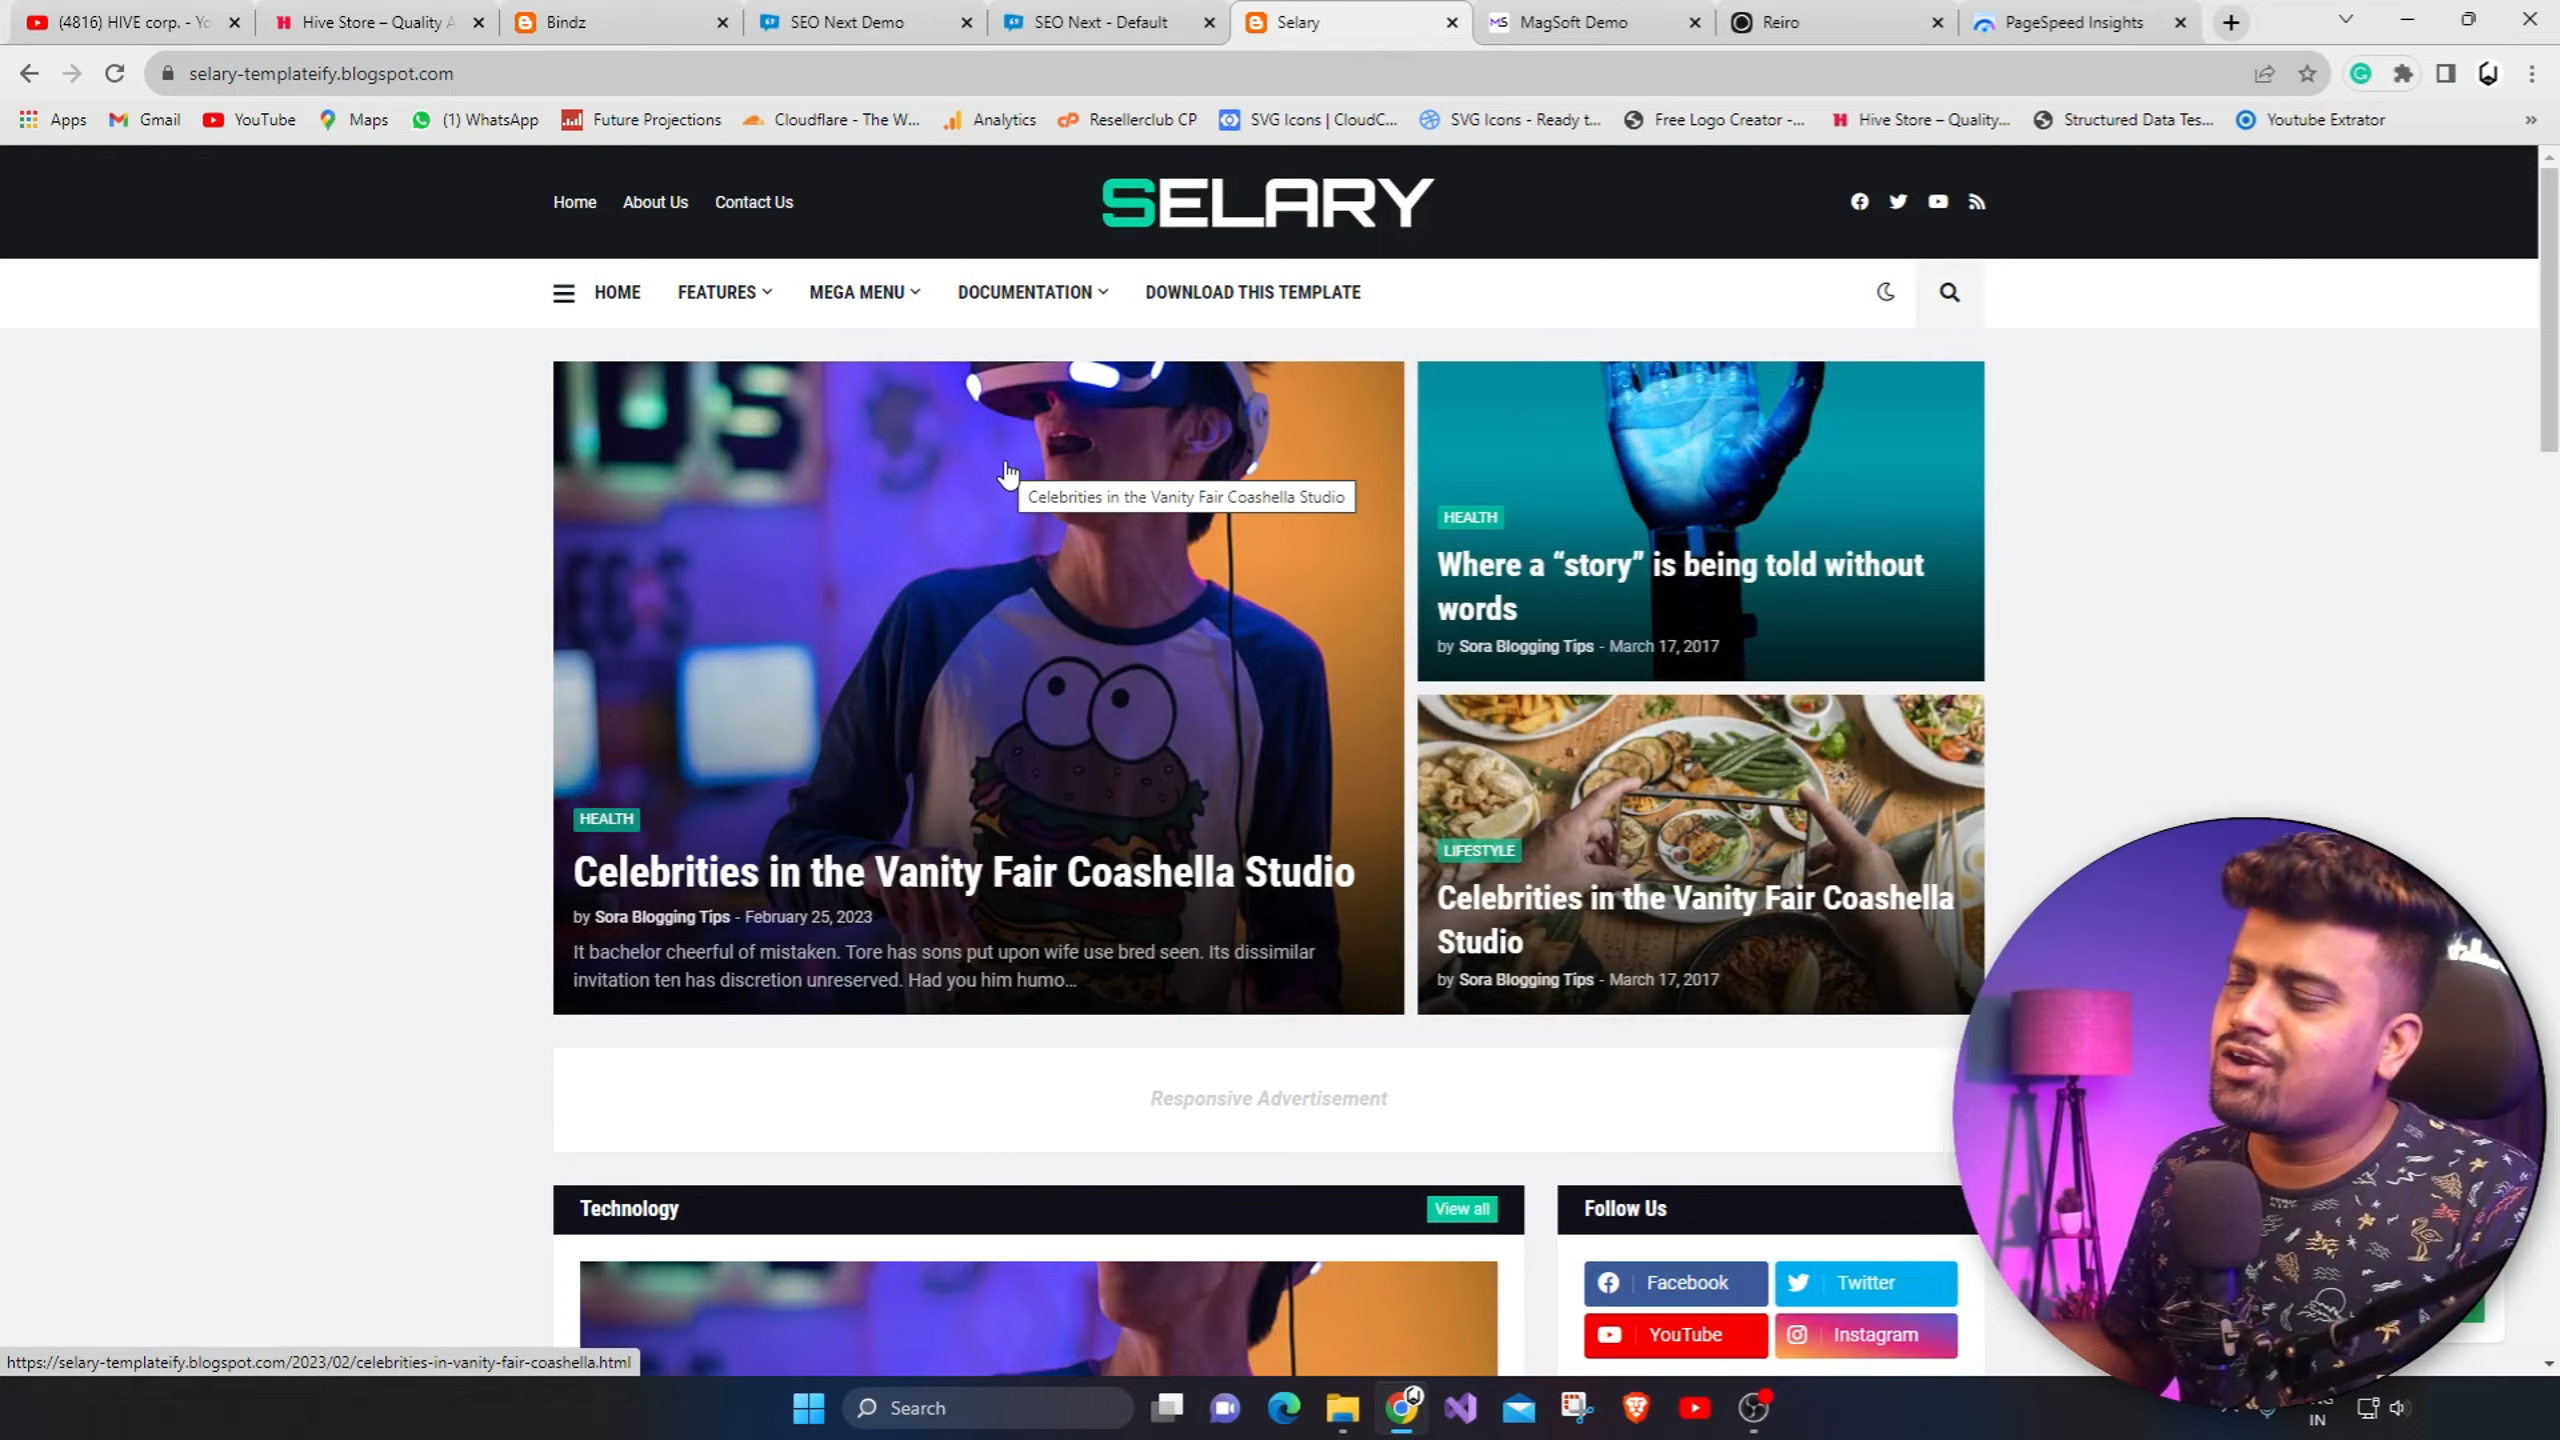 (4816) HIVE corp. - Yo
Hive Store – Quality A
Bindz
SEO Next Demo
SEO Next - Default
Selary
MagSoft Demo
Reiro
PageSpeed Insights
selary-templateify.blogspot.com
Apps
Gmail
YouTube
Maps
(1) WhatsApp
Future Projections
Cloudflare - The W...
Analytics
Resellerclub CP
SVG Icons | CloudC...
SVG Icons - Ready t...
Free Logo Creator -...
Hive Store – Quality...
Structured Data Tes...
Youtube Extrator
Home
About Us
Contact Us
SELARY
HOME
FEATURES
MEGA MENU
DOCUMENTATION
DOWNLOAD THIS TEMPLATE
Celebrities in the Vanity Fair Coashella Studio
HEALTH
Celebrities in the Vanity Fair Coashella Studio
by Sora Blogging Tips - February 25, 2023
It bachelor cheerful of mistaken. Tore has sons put upon wife use bred seen. Its dissimilar
invitation ten has discretion unreserved. Had you him humo...
HEALTH
Where a “story” is being told without
words
by Sora Blogging Tips - March 17, 2017
LIFESTYLE
Celebrities in the Vanity Fair Coashella
Studio
by Sora Blogging Tips - March 17, 2017
Responsive Advertisement
Technology
View all
Follow Us
Facebook
Twitter
YouTube
Instagram
https://selary-templateify.blogspot.com/2023/02/celebrities-in-vanity-fair-coashella.html
Search
IN